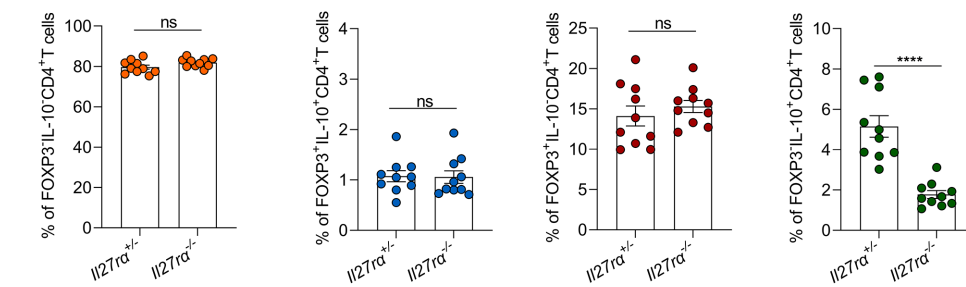 % of FOXP3⁻IL-10⁻CD4⁺T cells
100
80
60
40
20
0
ns
Il27rα⁺/⁻
Il27rα⁻/⁻
% of FOXP3⁺IL-10⁺CD4⁺T cells
4
3
2
1
0
ns
Il27rα⁺/⁻
Il27rα⁻/⁻
% of FOXP3⁺IL-10⁻CD4⁺T cells
25
20
15
10
5
0
ns
Il27rα⁺/⁻
Il27rα⁻/⁻
% of FOXP3⁻IL-10⁺CD4⁺T cells
10
8
6
4
2
0
****
Il27rα⁺/⁻
Il27rα⁻/⁻